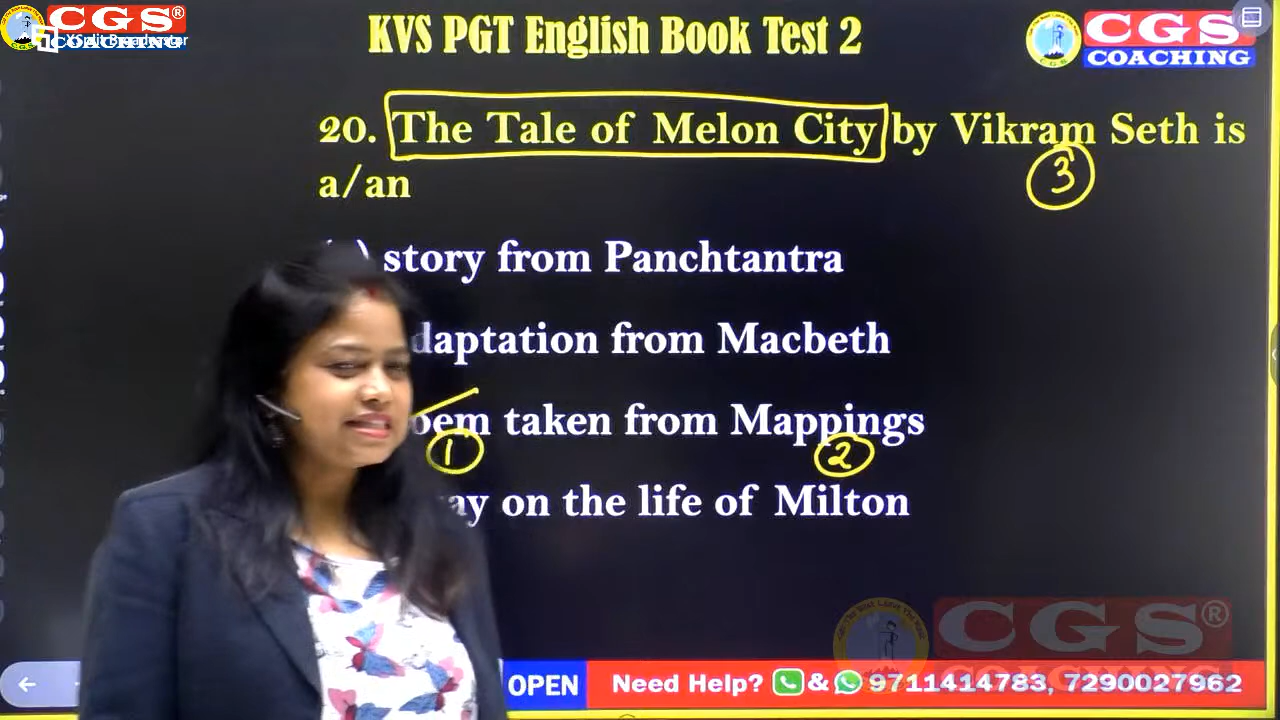 CGS®
COACHING
KVS PGT English Book Test 2
CGS®
COACHING
20. The Tale of Melon City by Vikram Seth is
3
a/an
story from Panchtantra
daptation from Macbeth
oem taken from Mappings
1 2
ay on the life of Milton
CGS®
COACHING
OPEN
Need Help? & 9711414783, 7290027962